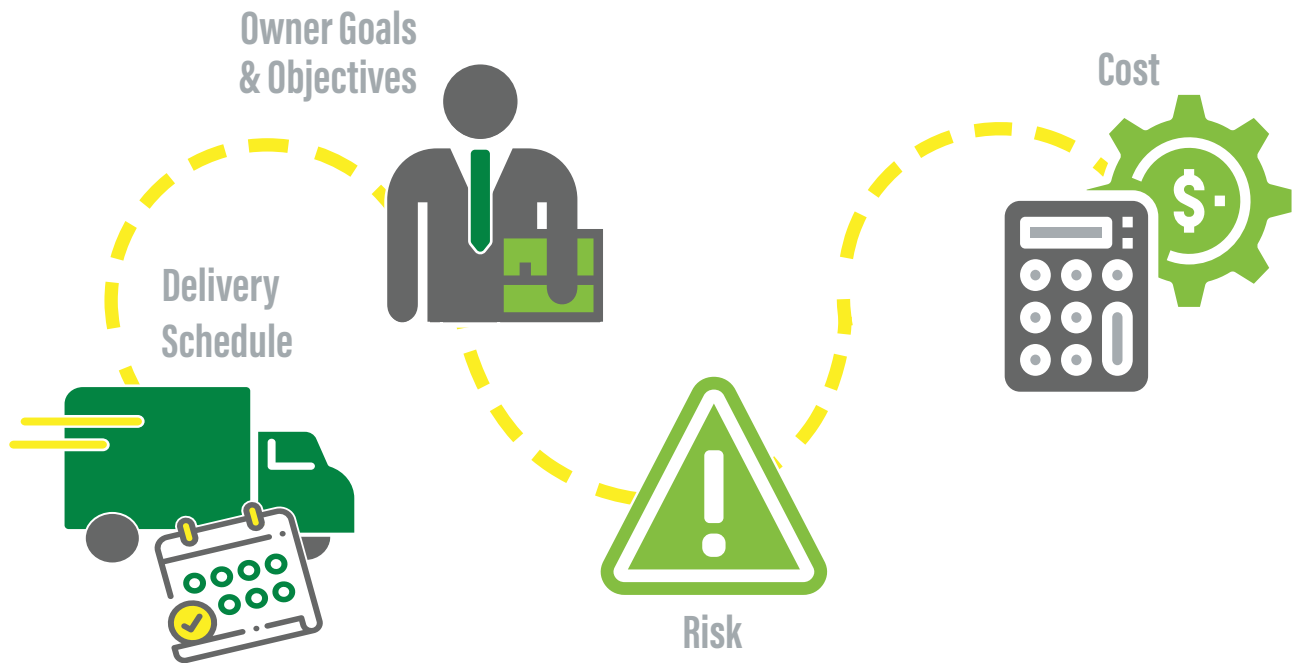 Owner Goals
& Objectives
Cost
Delivery
Schedule
$
!
Risk